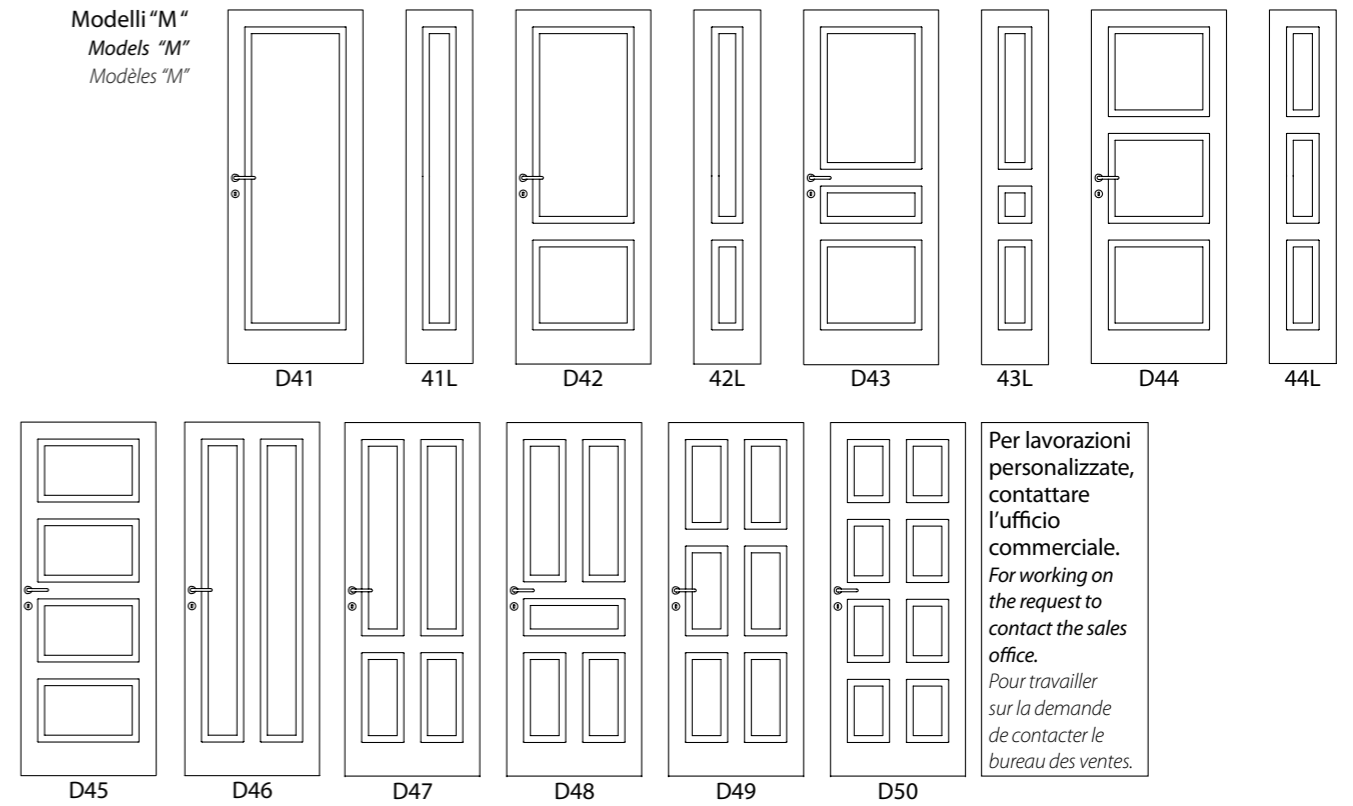 Modelli “M “
Models “M”
Modèles “M”
D41 41L D42 42L D43 43L D44 44L
Per lavorazioni
personalizzate,
contattare
l’ufficio
commerciale.
For working on
the request to
contact the sales
office.
Pour travailler
sur la demande
de contacter le
bureau des ventes.
D45 D46 D47 D48 D49 D50